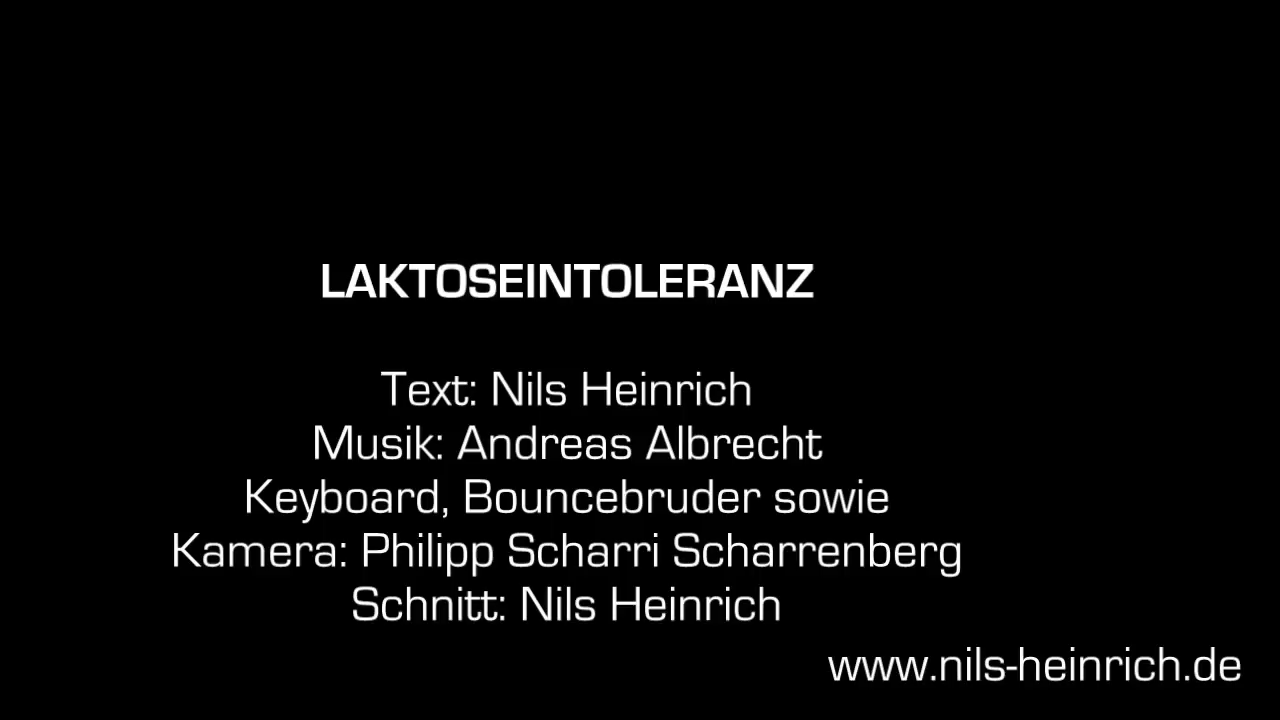 LAKTOSEINTOLERANZ
Text: Nils Heinrich
Musik: Andreas Albrecht
Keyboard, Bouncebruder sowie
Kamera: Philipp Scharri Scharrenberg
Schnitt: Nils Heinrich
www.nils-heinrich.de